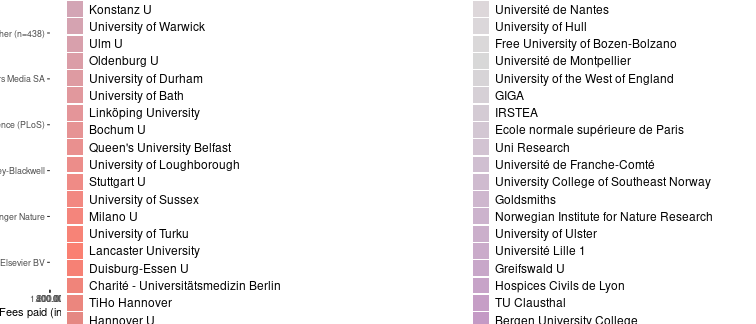 her (n=438)
rs Media SA
ence (PLoS)
ey-Blackwell
nger Nature
Elsevier BV
Fees paid (in
Konstanz U
University of Warwick
Ulm U
Oldenburg U
University of Durham
University of Bath
Linköping University
Bochum U
Queen's University Belfast
University of Loughborough
Stuttgart U
University of Sussex
Milano U
University of Turku
Lancaster University
Duisburg-Essen U
Charité - Universitätsmedizin Berlin
TiHo Hannover
Hannover U
Université de Nantes
University of Hull
Free University of Bozen-Bolzano
Université de Montpellier
University of the West of England
GIGA
IRSTEA
Ecole normale supérieure de Paris
Uni Research
Université de Franche-Comté
University College of Southeast Norway
Goldsmiths
Norwegian Institute for Nature Research
University of Ulster
Université Lille 1
Greifswald U
Hospices Civils de Lyon
TU Clausthal
Bergen University College